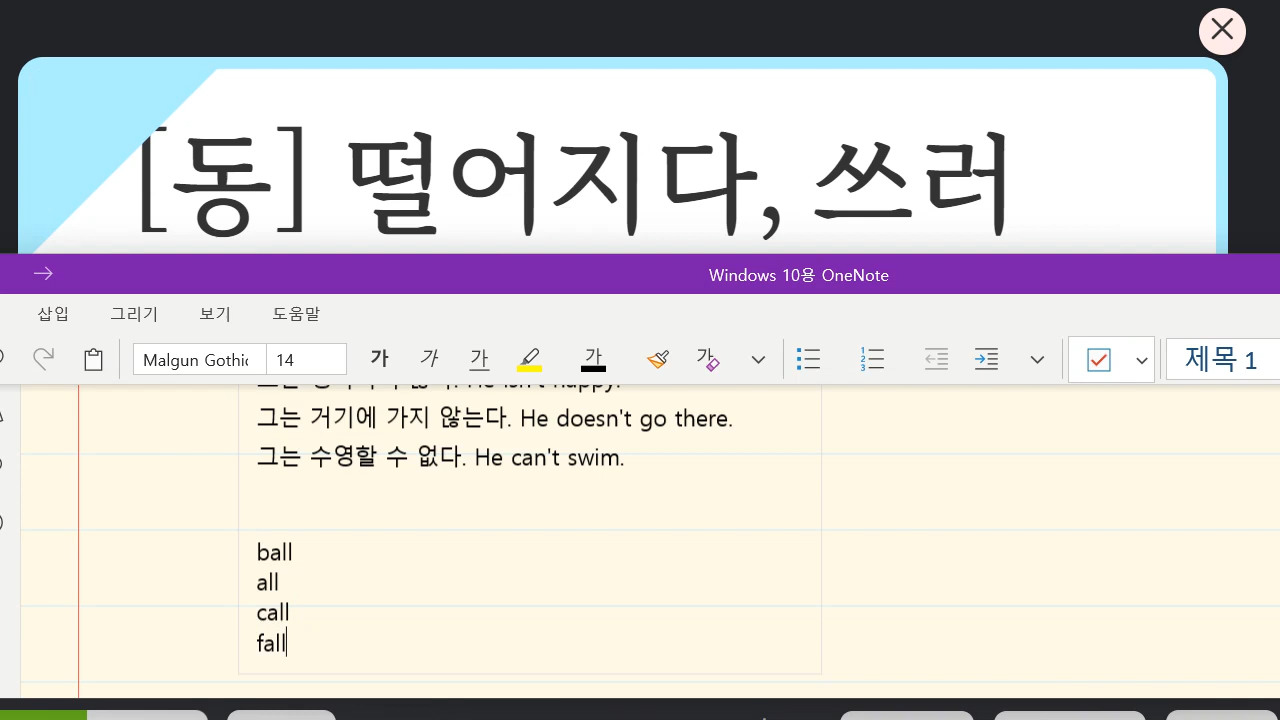 [동] 떨어지다, 쓰러
Windows 10용 OneNote
삽입 그리기 보기 도움말
Malgun Gothic 14 가 가 가 가 가 제목 1
He isn't happy.
그는 거기에 가지 않는다. He doesn't go there.
그는 수영할 수 없다. He can't swim.
ball
all
call
fall